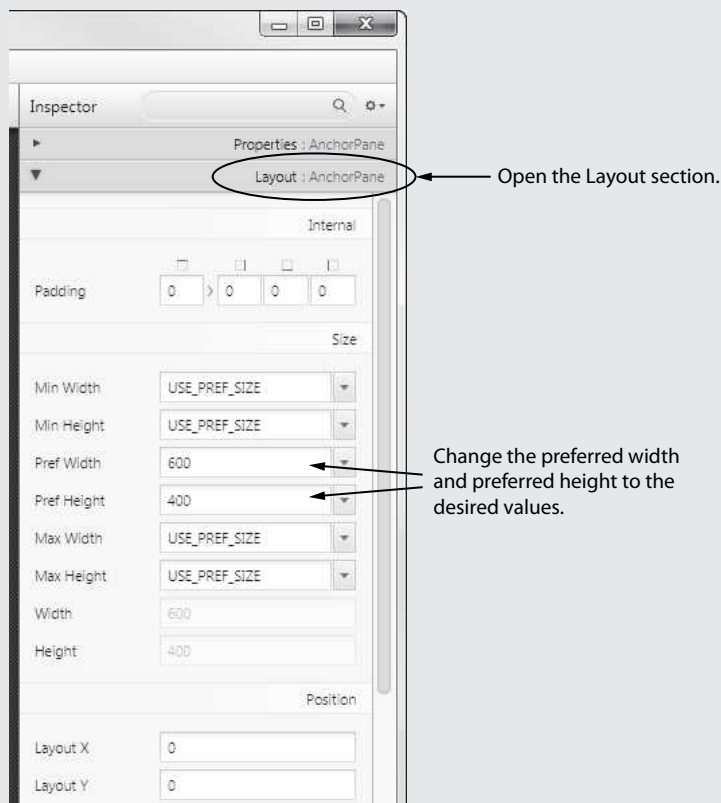 Inspector
Properties : AnchorPane
Layout : AnchorPane
Open the Layout section.
Internal
Padding 0 0 0 0
Size
Min Width USE_PREF_SIZE
Min Height USE_PREF_SIZE
Pref Width 600
Change the preferred width
and preferred height to the
desired values.
Pref Height 400
Max Width USE_PREF_SIZE
Max Height USE_PREF_SIZE
Width 600
Height 400
Position
Layout X 0
Layout Y 0